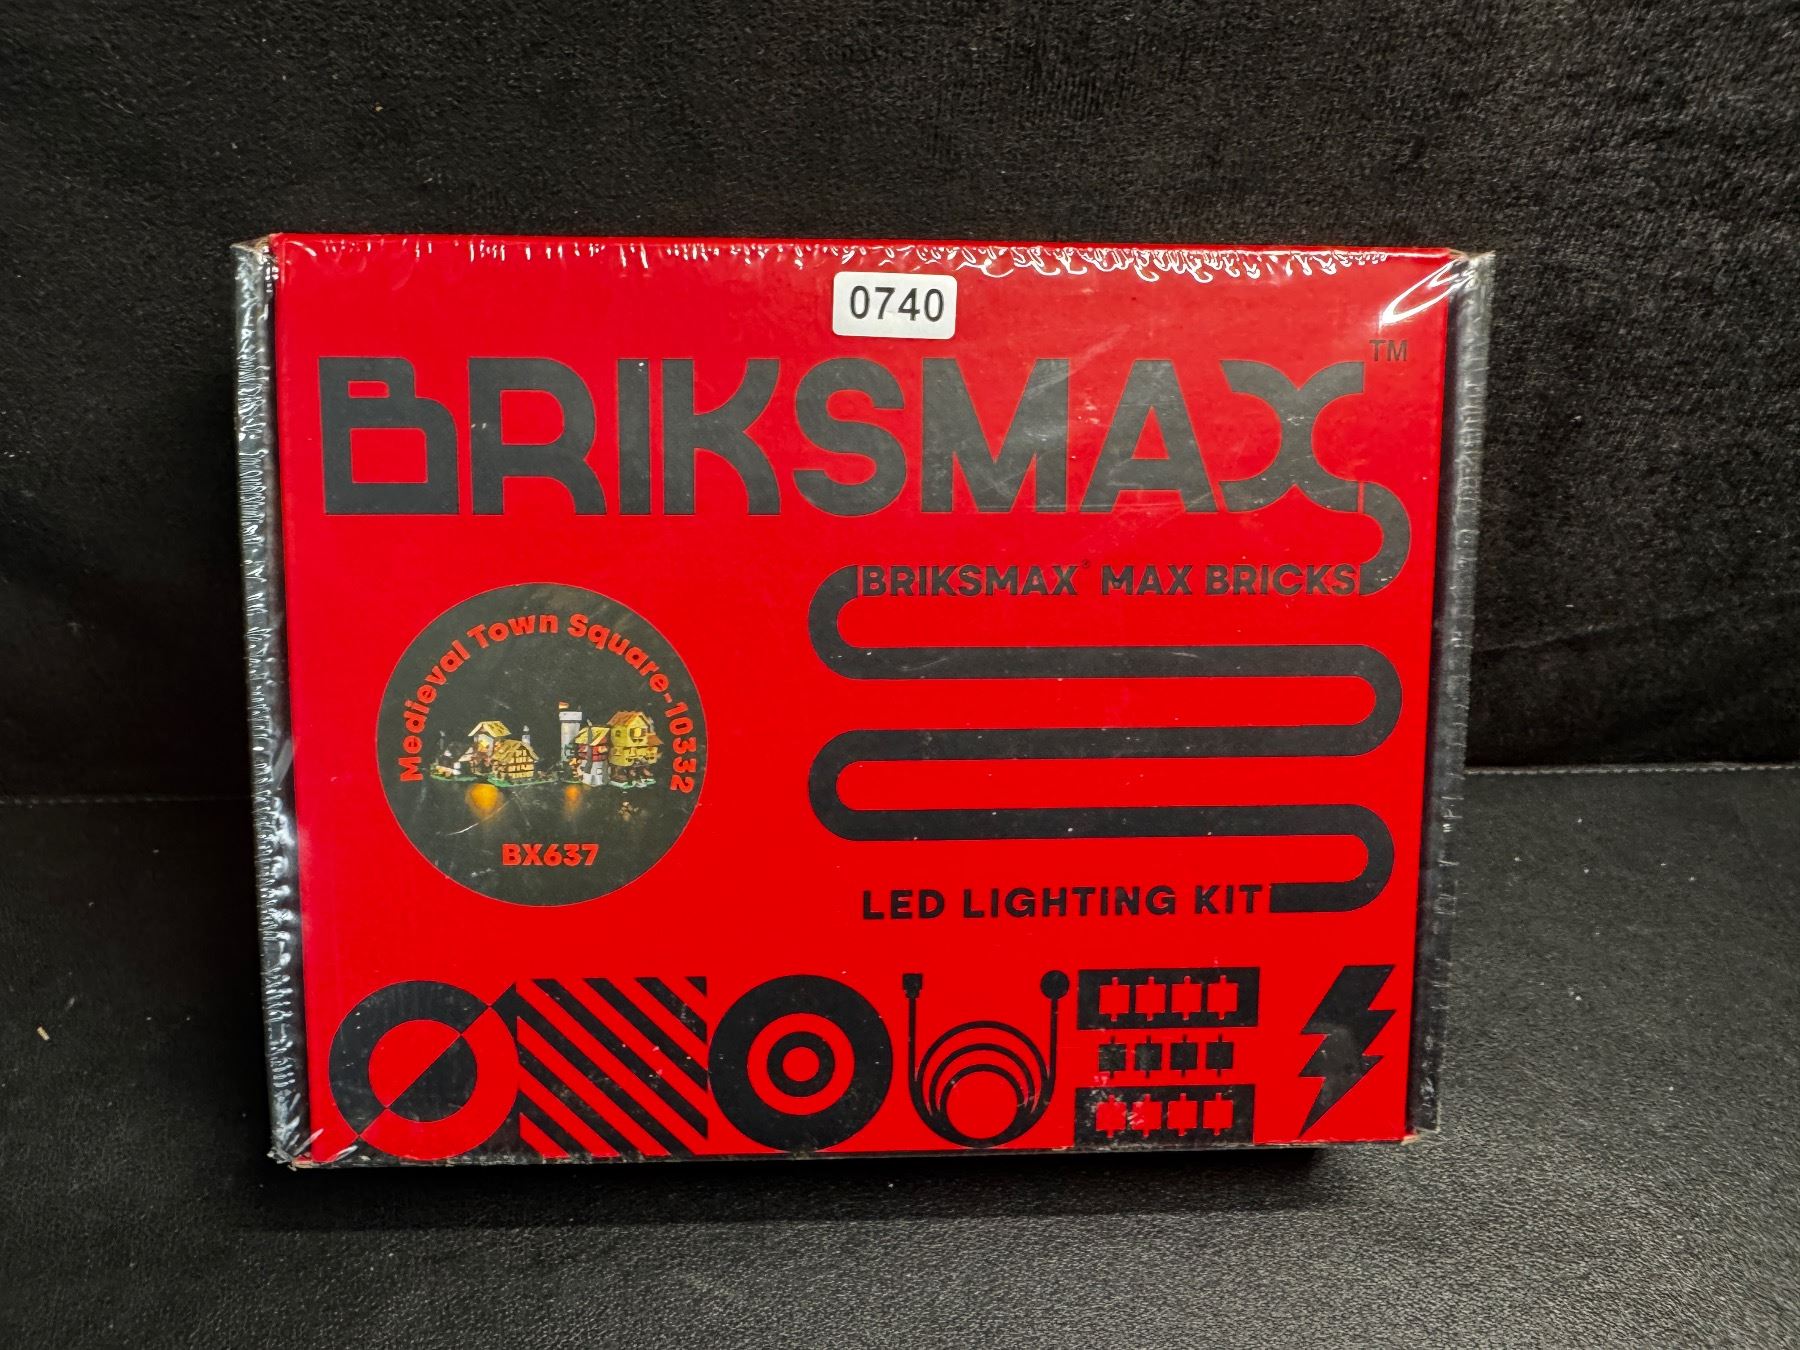 0740
BRIKSMAX™
BRIKSMAX® MAX BRICKS
Medieval Town Square-10332
BX637
LED LIGHTING KIT